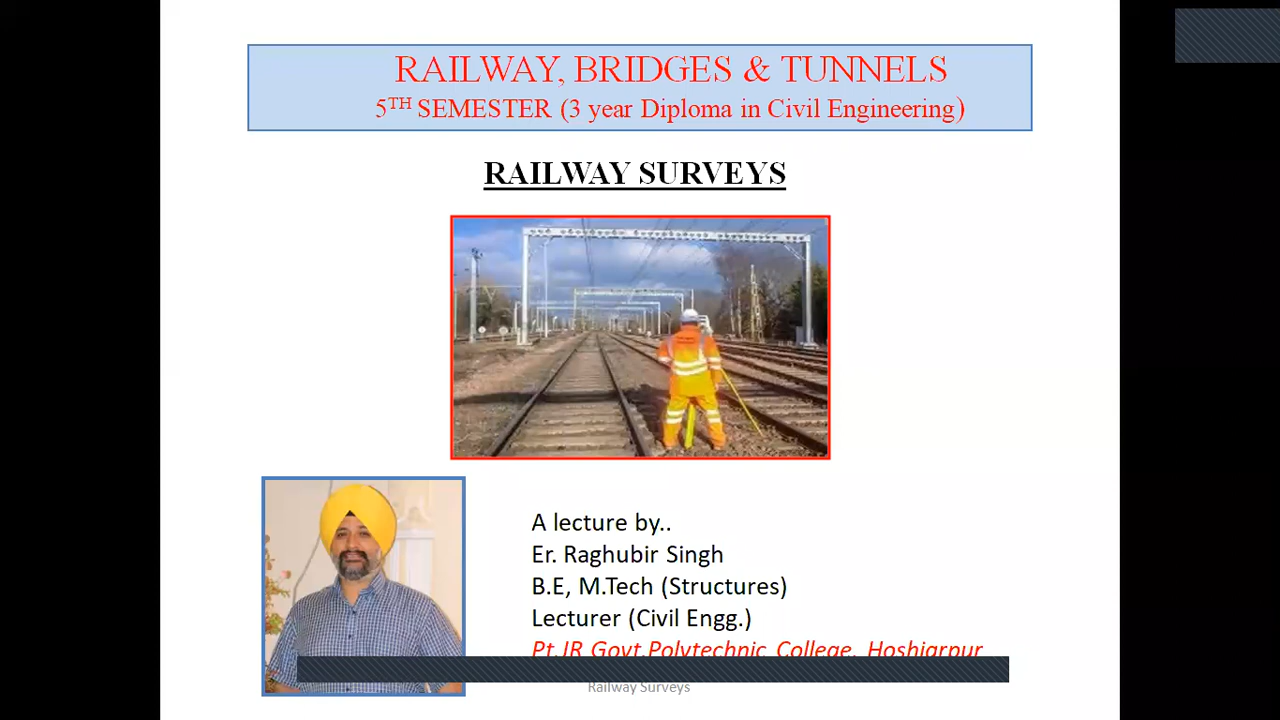 RAILWAY, BRIDGES & TUNNELS
5TH SEMESTER (3 year Diploma in Civil Engineering)
RAILWAY SURVEYS
A lecture by..
Er. Raghubir Singh
B.E, M.Tech (Structures)
Lecturer (Civil Engg.)
Pt.JR Govt.Polytechnic College, Hoshiarpur
Railway Surveys